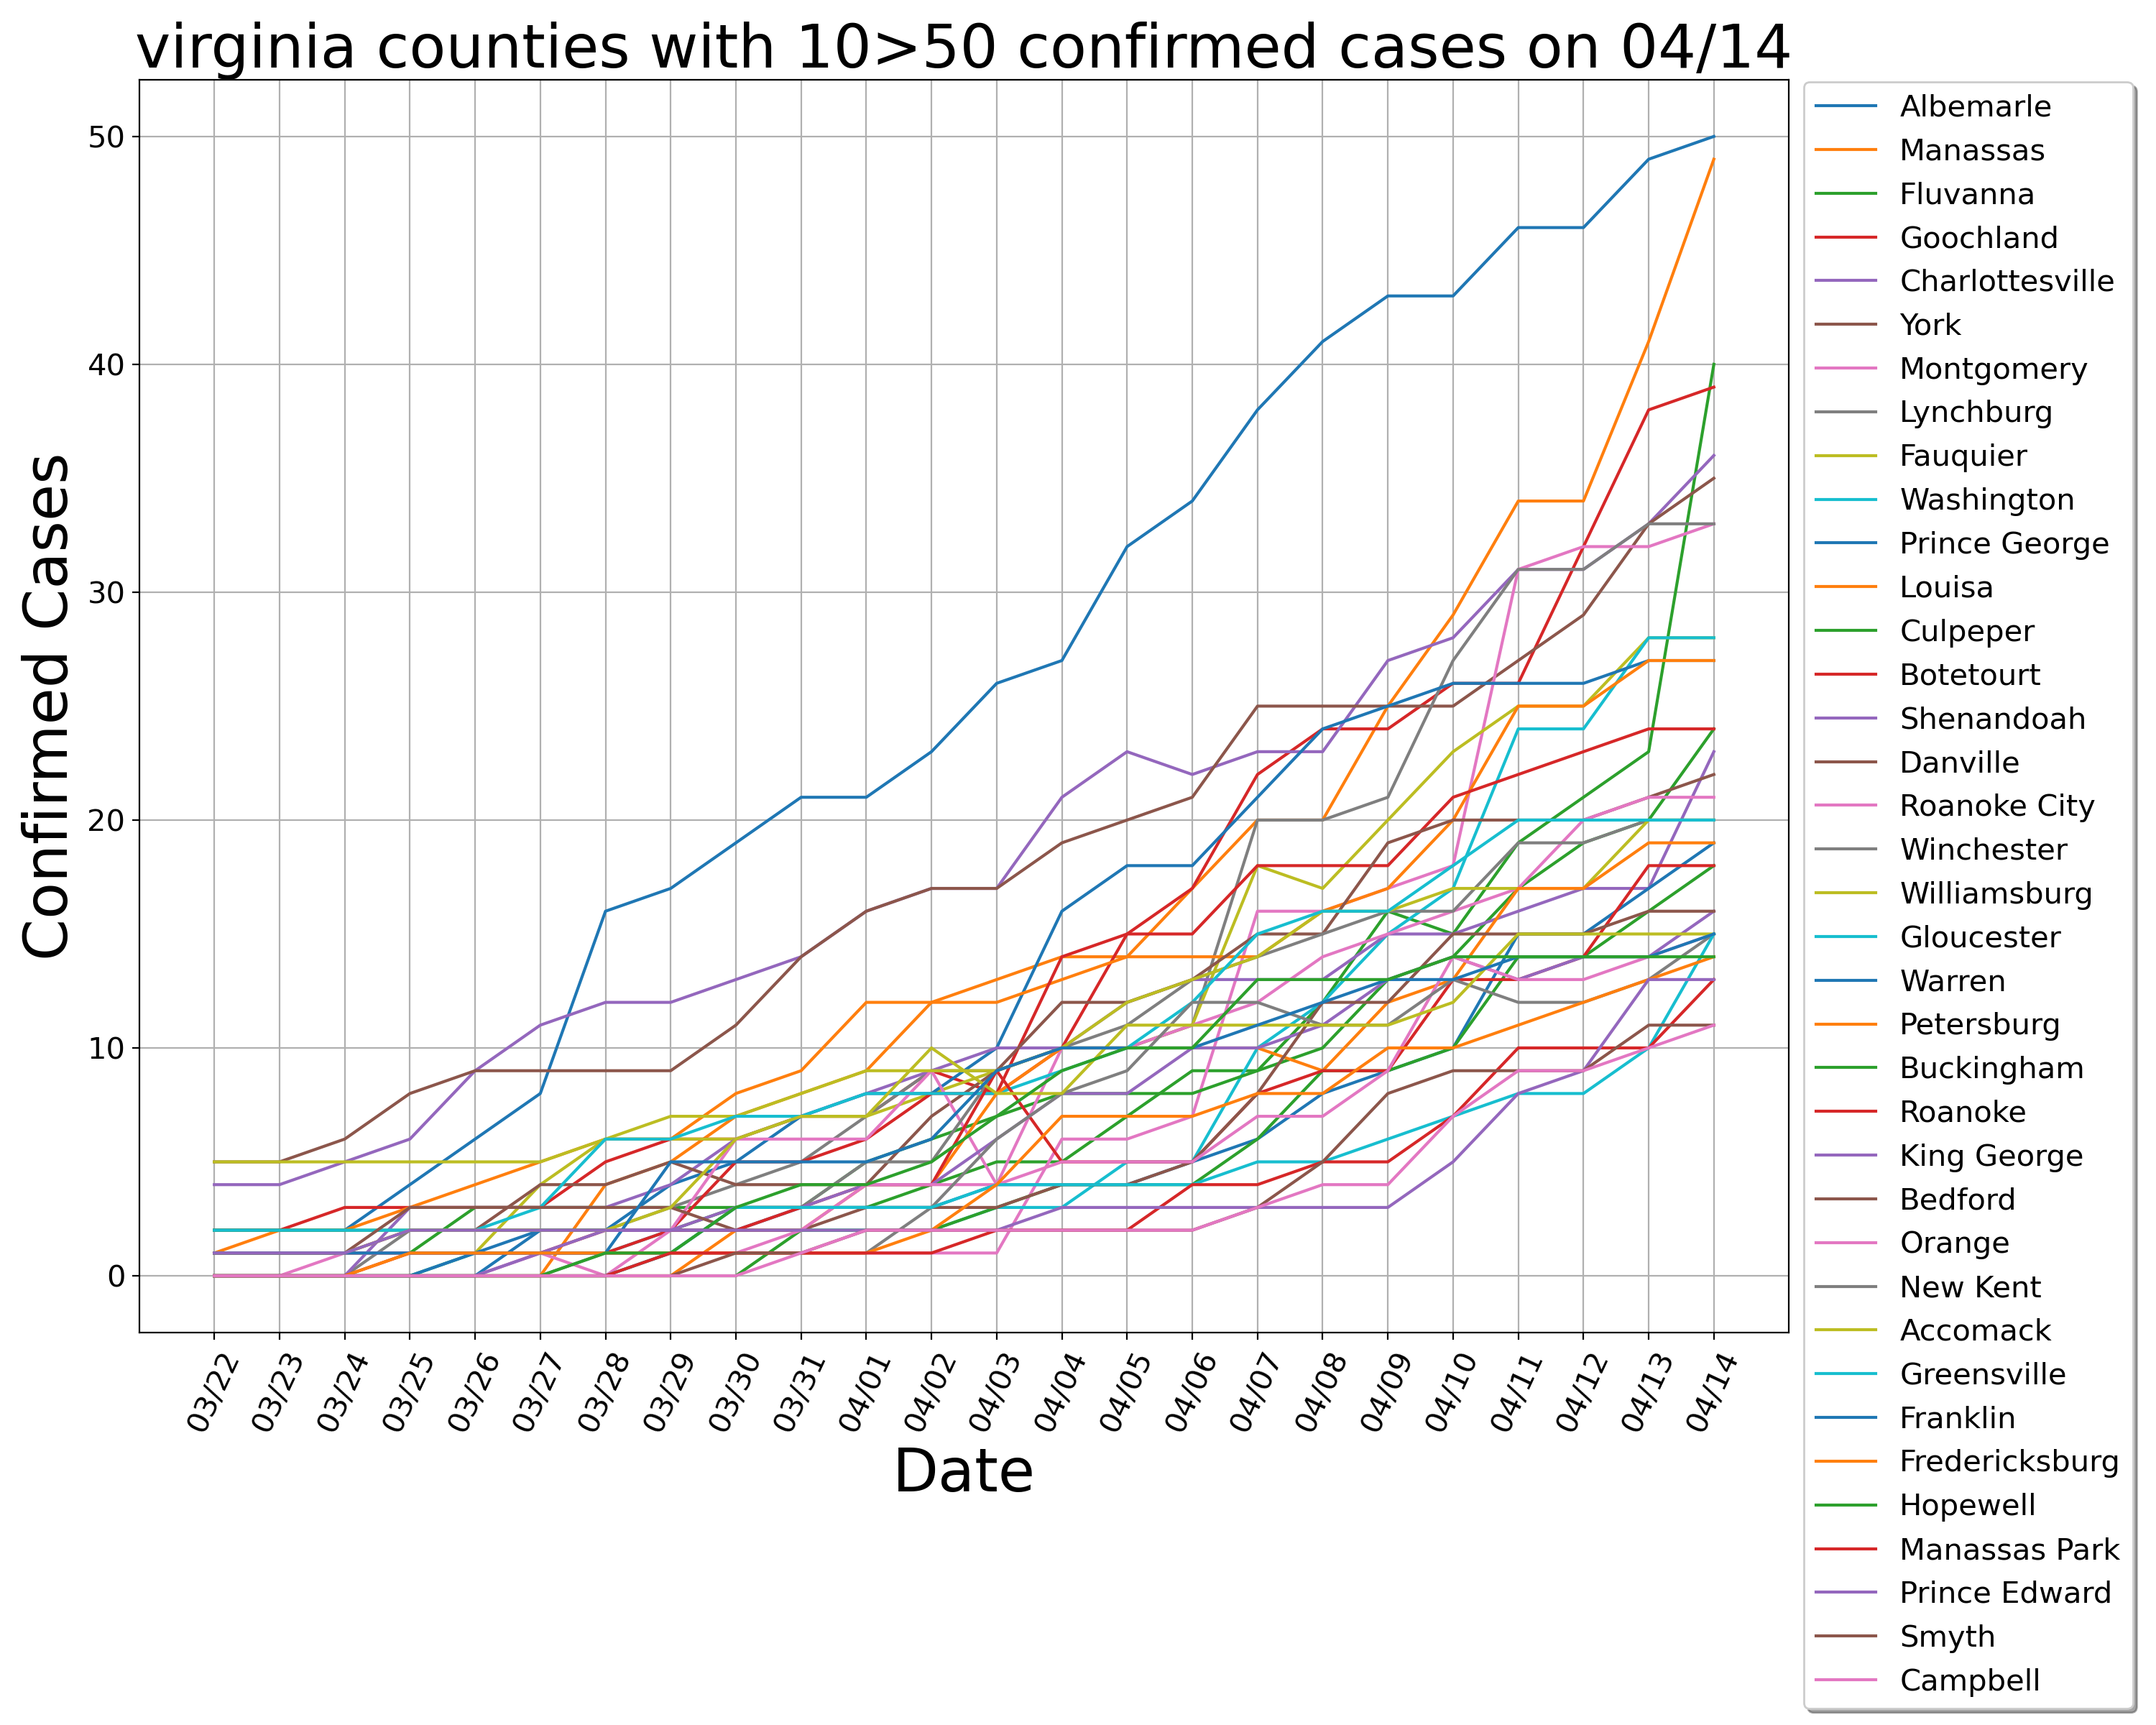 virginia counties with 10>50 confirmed cases on 04/14
Confirmed Cases
50
40
30
20
10
0
03/22
03/23
03/24
03/25
03/26
03/27
03/28
03/29
03/30
03/31
04/01
04/02
04/03
04/04
04/05
04/06
04/07
04/08
04/09
04/10
04/11
04/12
04/13
04/14
Date
Albemarle
Manassas
Fluvanna
Goochland
Charlottesville
York
Montgomery
Lynchburg
Fauquier
Washington
Prince George
Louisa
Culpeper
Botetourt
Shenandoah
Danville
Roanoke City
Winchester
Williamsburg
Gloucester
Warren
Petersburg
Buckingham
Roanoke
King George
Bedford
Orange
New Kent
Accomack
Greensville
Franklin
Fredericksburg
Hopewell
Manassas Park
Prince Edward
Smyth
Campbell